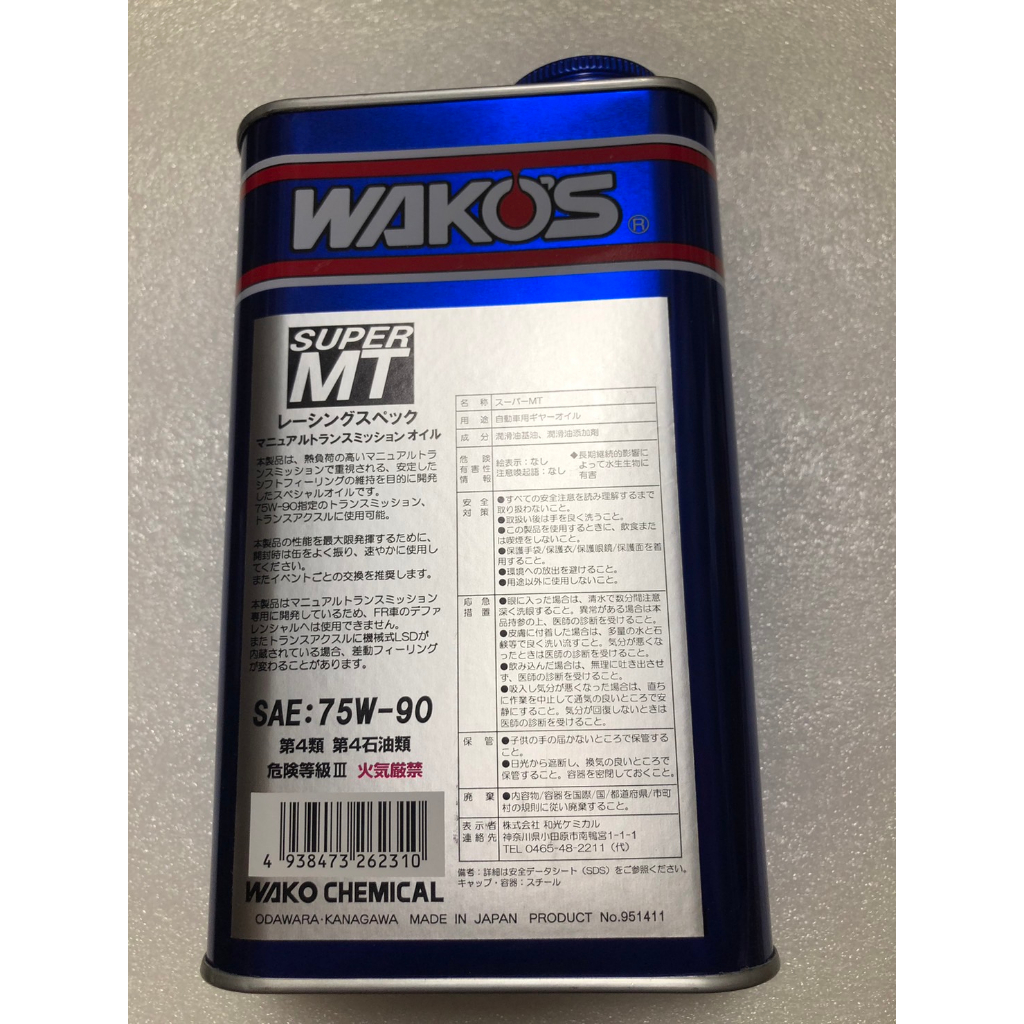 WAKO'S ®
SUPER
MT
レーシングスペック
マニュアルトランスミッション オイル
本製品は、熱負荷の高いマニュアルトラ
ンスミッションで重視される、安定した
シフトフィーリングの維持を目的に開発
したスペシャルオイルです。
75W-90指定のトランスミッション、
トランスアクスルに使用可能。
本製品の性能を最大限発揮するために、
開封時は缶をよく振り、速やかに使用し
てください。
またイベントごとの交換を推奨します。
本製品はマニュアルトランスミッション
専用に開発しているため、FR車のデファ
レンシャルへは使用できません。
またトランスアクスルに機械式LSDが
内蔵されている場合、差動フィーリング
が変わることがあります。
SAE:75W-90
第4類 第4石油類
危険等級Ⅲ 火気厳禁
4 938473 262310
WAKO CHEMICAL
ODAWARA・KANAGAWA MADE IN JAPAN PRODUCT No.951411
名 称 スーパーMT
用 途 自動車用ギヤーオイル
成 分 潤滑油基油、潤滑油添加剤
危 険
有害性
情 報
絵表示：なし
注意喚起語：なし
◆長期継続的影響に
よって水生生物に
有害
安 全
対 策
●すべての安全注意を読み理解するまで
取り扱わないこと。
●取扱い後は手を良く洗うこと。
●この製品を使用するときに、飲食また
は喫煙をしないこと。
●保護手袋/保護衣/保護眼鏡/保護面を着
用すること。
●環境への放出を避けること。
●用途以外に使用しないこと。
応 急
措 置
●眼に入った場合は、清水で数分間注意
深く洗眼すること。異常がある場合は本
品持参の上、医師の診断を受けること。
●皮膚に付着した場合は、多量の水と石
鹸等で良く洗い流すこと。気分が悪くな
ったときは医師の診断を受けること。
●飲み込んだ場合は、無理に吐き出させ
ず、医師の診断を受けること。
●吸入し気分が悪くなった場合は、直ち
に作業を中止して通気の良いところで安
静にすること。気分が回復しないときは
医師の診断を受けること。
保 管
●子供の手の届かないところで保管する
こと。
●日光から遮断し、換気の良いところで
保管すること。容器を密閉しておくこと。
廃 棄
●内容物/容器を国際/国/都道府県/市町
村の規則に従い廃棄すること。
表示者
連絡先
株式会社 和光ケミカル
神奈川県小田原市南鴨宮1-1-1
TEL 0465-48-2211（代）
備考：詳細は安全データシート（SDS）をご参照ください。
キャップ・容器：スチール